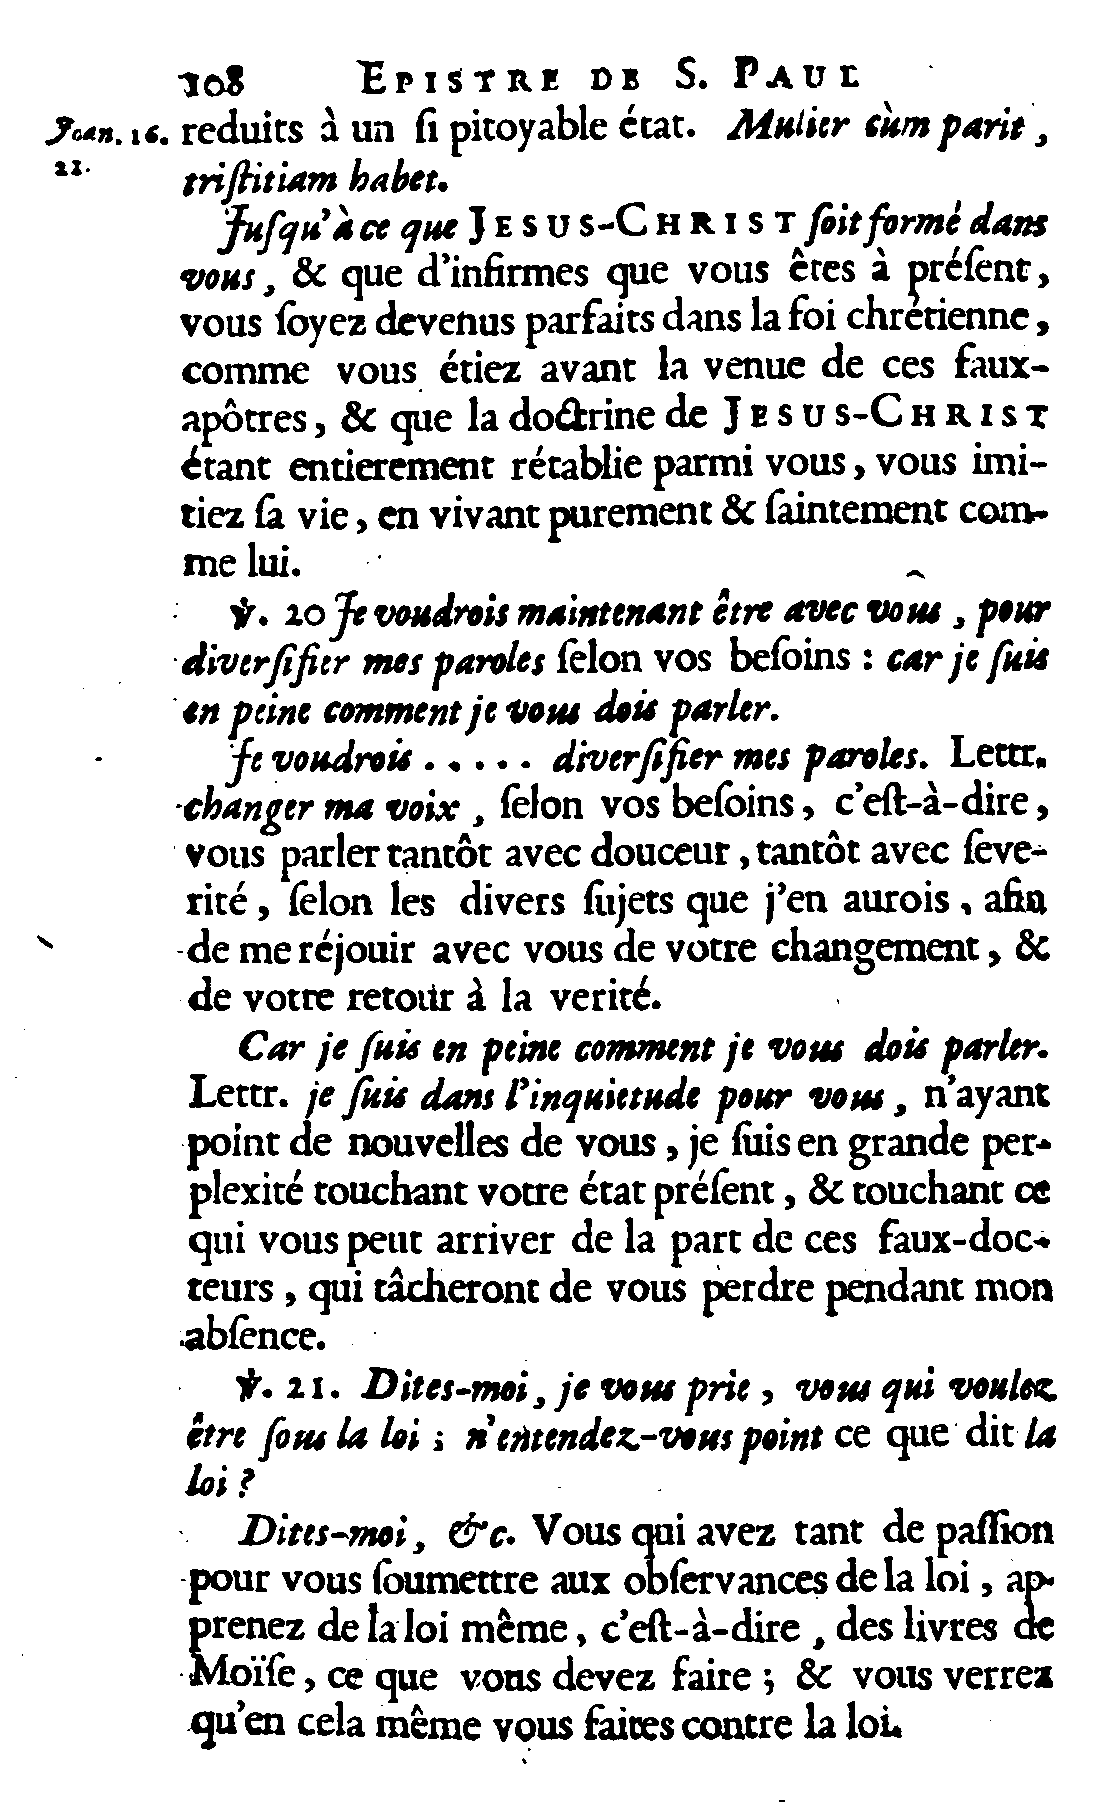 108 EPISTRE DE S. PAUL
Joan. 16. reduits à un ſi pitoyable état. Mulier cùm parit,
21. triſtitiam habet.
Juſqu'à ce que JESUS-CHRIST ſoit formé dans
vous, & que d'infirmes que vous êtes à préſent,
vous ſoyez devenus parfaits dans la foi chrétienne,
comme vous étiez avant la venue de ces faux-
apôtres, & que la doctrine de JESUS-CHRIST
étant entierement rétablie parmi vous, vous imi-
tiez ſa vie, en vivant purement & ſaintement com-
me lui.
℣. 20 Je voudrois maintenant être avec vous, pour
diverſifier mes paroles ſelon vos beſoins : car je ſuis
en peine comment je vous dois parler.
Je voudrois . . . . . diverſifier mes paroles. Lettr.
changer ma voix, ſelon vos beſoins, c'eſt-à-dire,
vous parler tantôt avec douceur, tantôt avec ſeve-
rité, ſelon les divers ſujets que j'en aurois, afin
de me réjouir avec vous de votre changement, &
de votre retour à la verité.
Car je ſuis en peine comment je vous dois parler.
Lettr. je ſuis dans l'inquietude pour vous, n'ayant
point de nouvelles de vous, je ſuis en grande per-
plexité touchant votre état préſent, & touchant ce
qui vous peut arriver de la part de ces faux-doc-
teurs, qui tâcheront de vous perdre pendant mon
abſence.
℣. 21. Dites-moi, je vous prie, vous qui voulez
être ſous la loi ; n'entendez-vous point ce que dit la
loi ?
Dites-moi, &c. Vous qui avez tant de paſſion
pour vous ſoumettre aux obſervances de la loi, ap-
prenez de la loi même, c'eſt-à-dire, des livres de
Moïſe, ce que vous devez faire ; & vous verrez
qu'en cela même vous faites contre la loi.